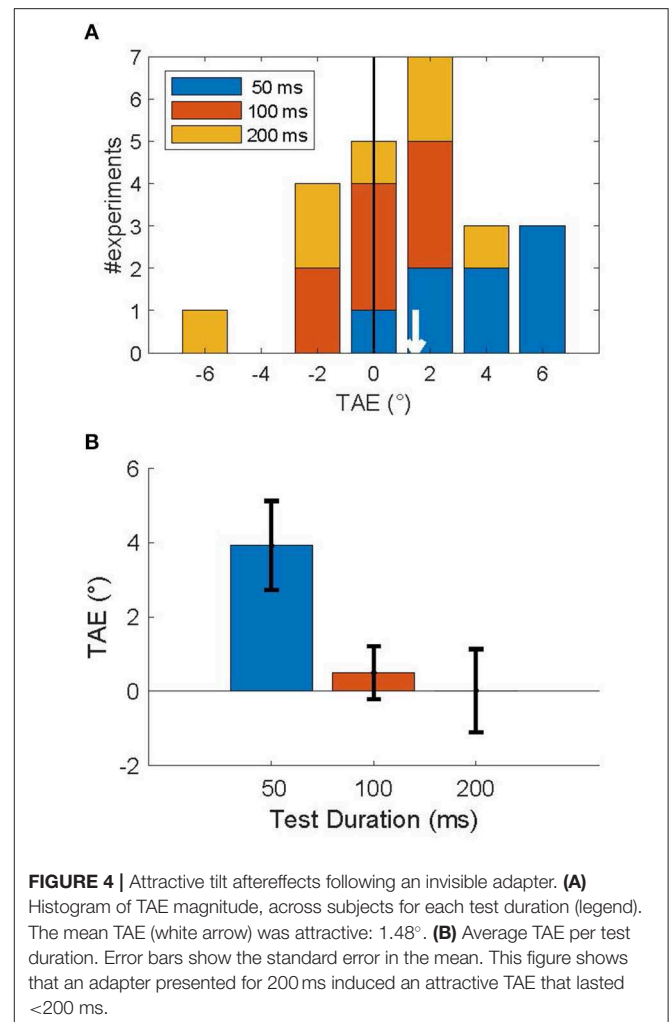 A
7
6
5
4
3
2
1
0
#experiments
50 ms
100 ms
200 ms
-6 -4 -2 0 2 4 6
TAE (°)
B
6
4
2
0
-2
TAE (°)
50 100 200
Test Duration (ms)
FIGURE 4 | Attractive tilt aftereffects following an invisible adapter. (A)
Histogram of TAE magnitude, across subjects for each test duration (legend).
The mean TAE (white arrow) was attractive: 1.48°. (B) Average TAE per test
duration. Error bars show the standard error in the mean. This figure shows
that an adapter presented for 200 ms induced an attractive TAE that lasted
<200 ms.